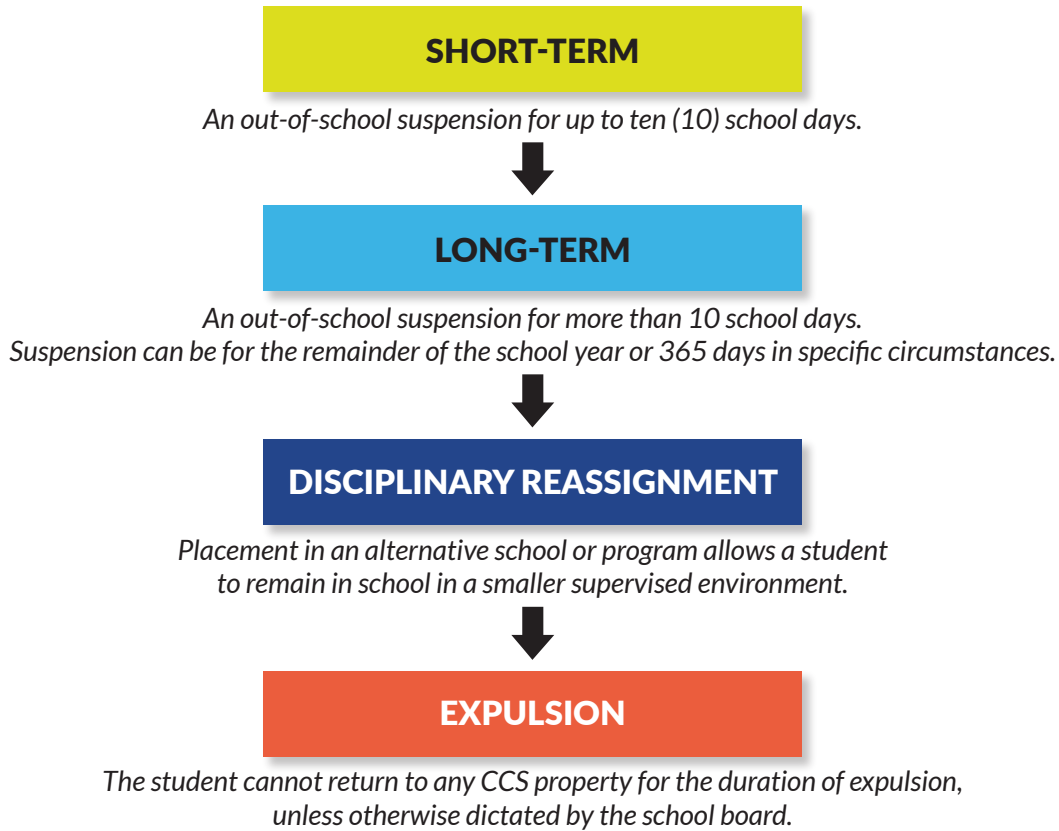 SHORT-TERM
An out-of-school suspension for up to ten (10) school days.
LONG-TERM
An out-of-school suspension for more than 10 school days.
Suspension can be for the remainder of the school year or 365 days in specific circumstances.
DISCIPLINARY REASSIGNMENT
Placement in an alternative school or program allows a student
to remain in school in a smaller supervised environment.
EXPULSION
The student cannot return to any CCS property for the duration of expulsion,
unless otherwise dictated by the school board.